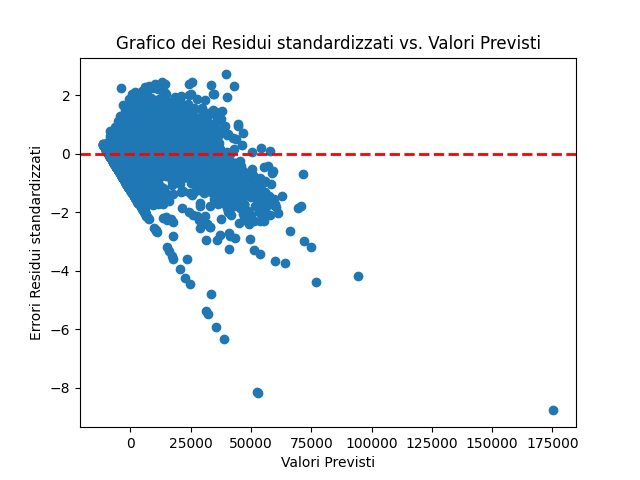 Grafico dei Residui standardizzati vs. Valori Previsti
Errori Residui standardizzati
2
0
−2
−4
−6
−8
0 25000 50000 75000 100000 125000 150000 175000
Valori Previsti